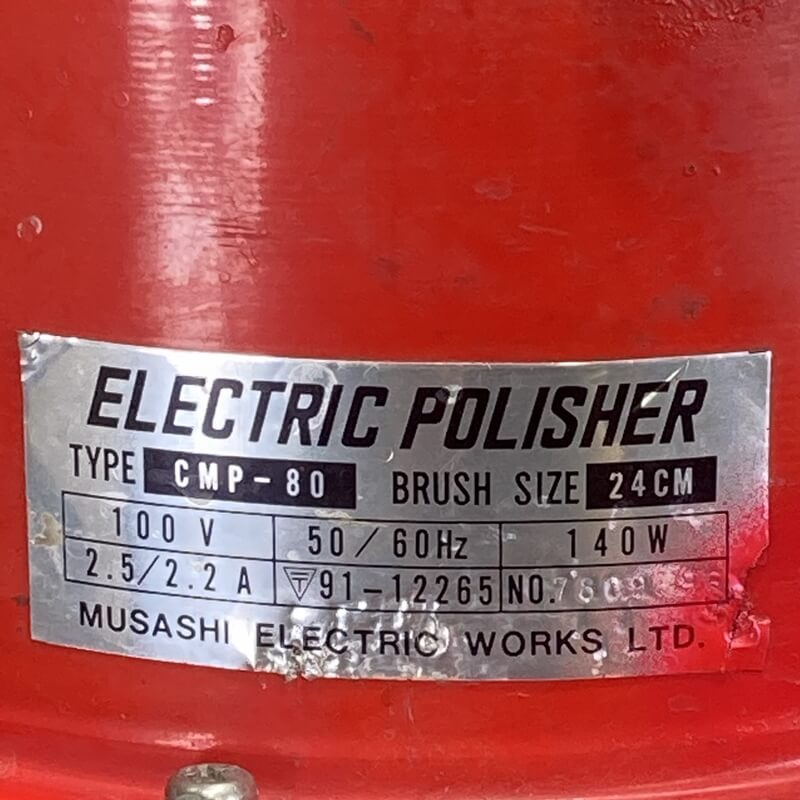 ELECTRIC POLISHER
TYPE CMP-80 BRUSH SIZE 24CM
100 V 50/60Hz 140W
2.5/2.2 A 〒91-12265 NO.
MUSASHI ELECTRIC WORKS LTD.